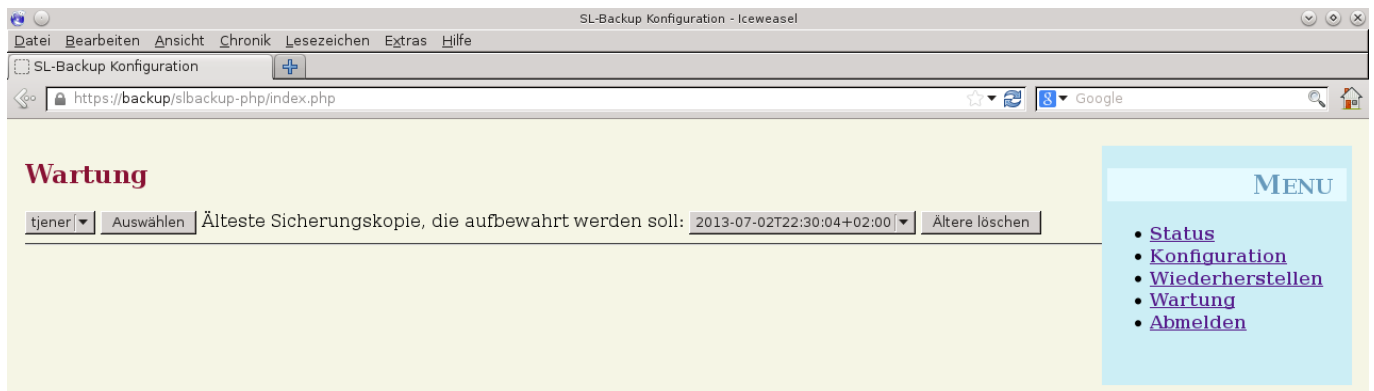 SL-Backup Konfiguration - Iceweasel
Datei Bearbeiten Ansicht Chronik Lesezeichen Extras Hilfe
SL-Backup Konfiguration
https://backup/slbackup-php/index.php
8 Google
Wartung
tjener Auswählen Älteste Sicherungskopie, die aufbewahrt werden soll: 2013-07-02T22:30:04+02:00 Ältere löschen
MENU
• Status
• Konfiguration
• Wiederherstellen
• Wartung
• Abmelden